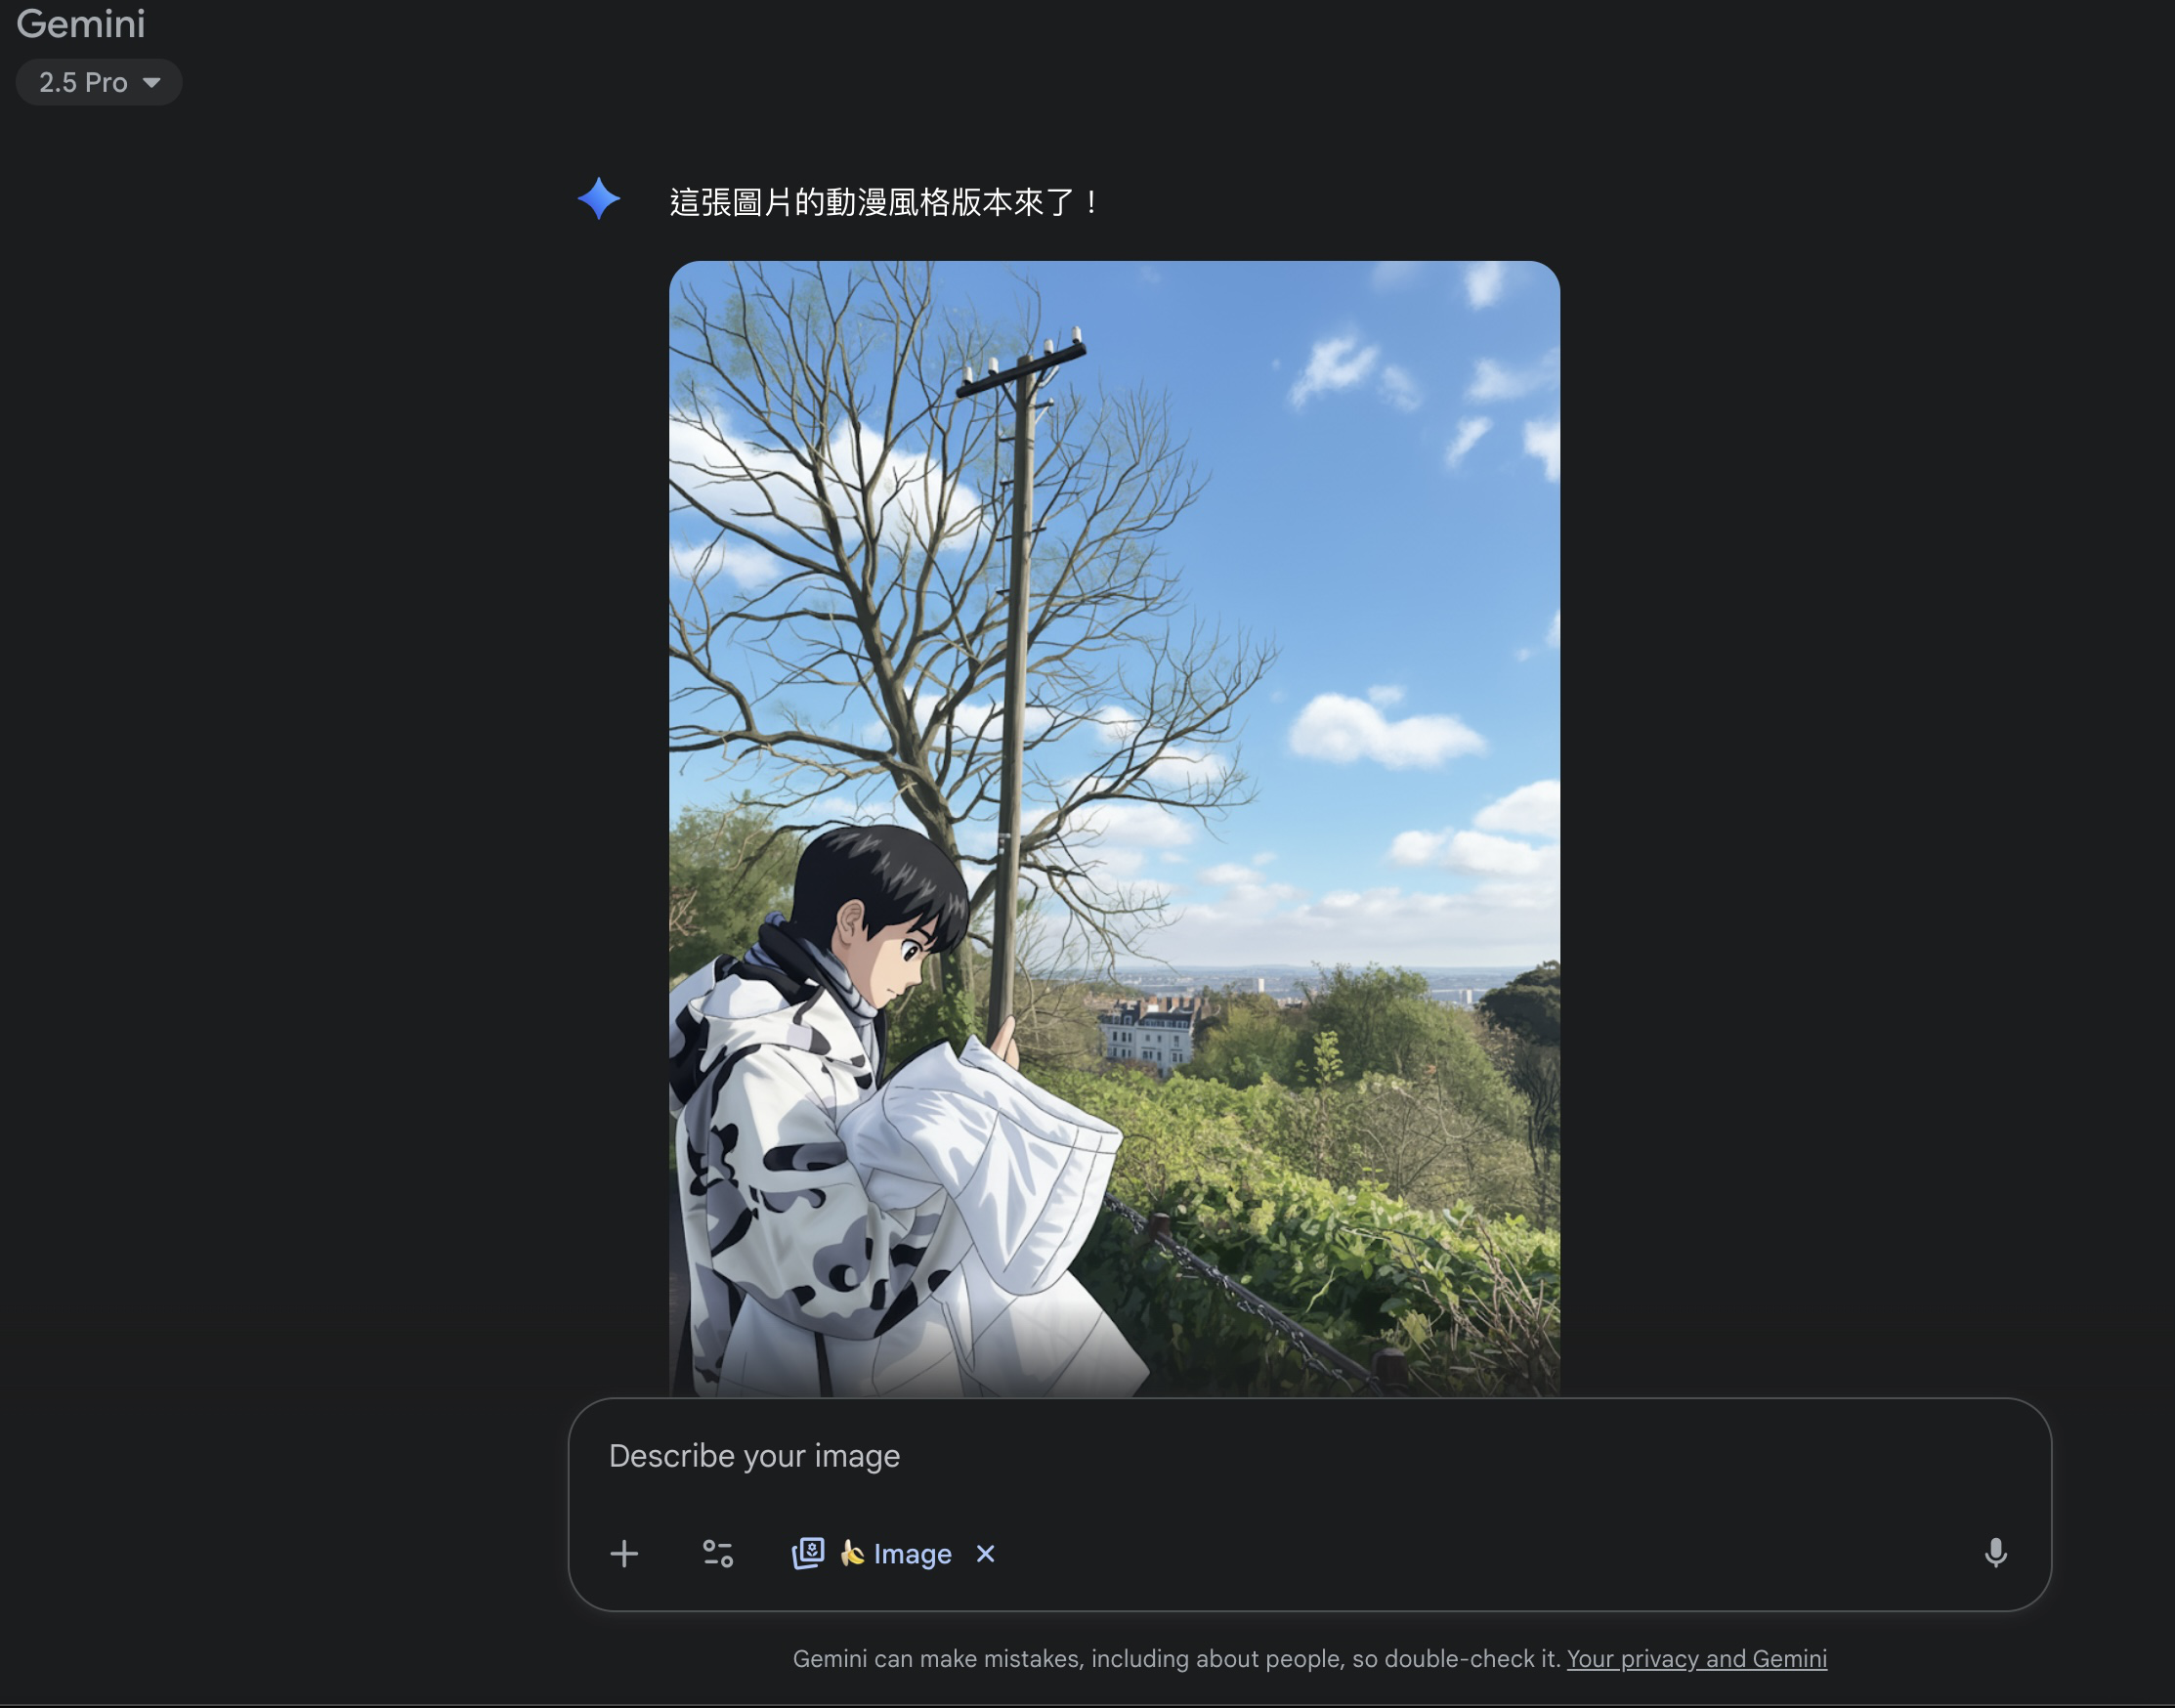 Gemini
2.5 Pro
這張圖片的動漫風格版本來了！
Describe your image
Image
Gemini can make mistakes, including about people, so double-check it. Your privacy and Gemini